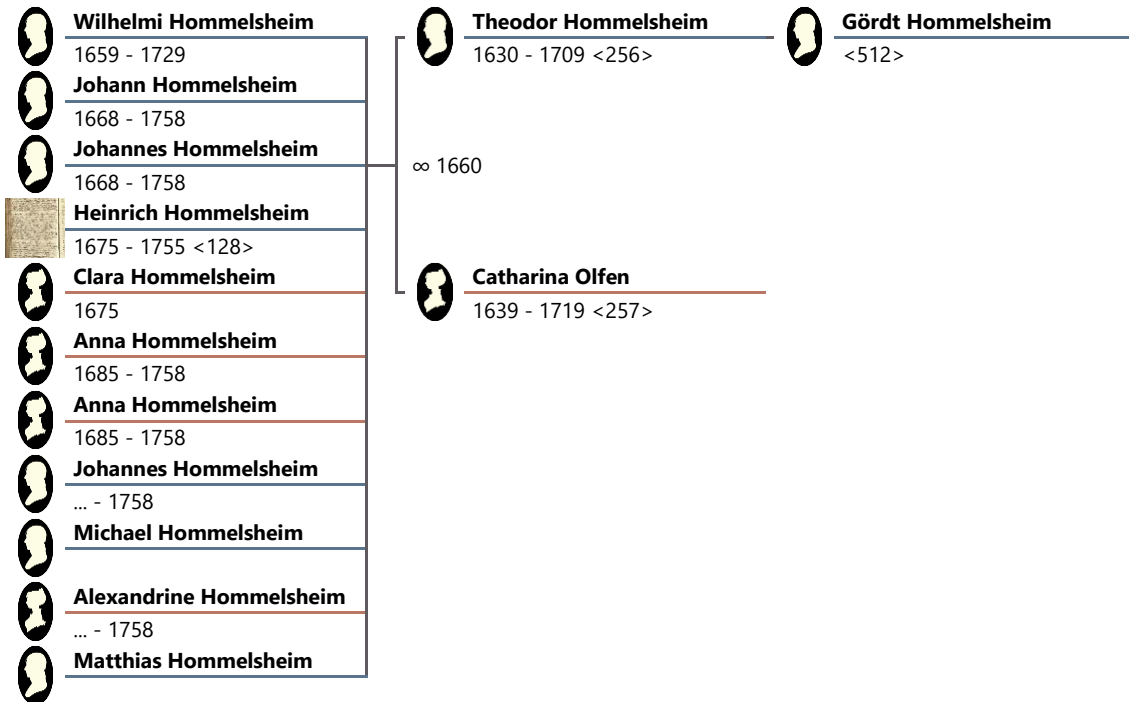 Wilhelmi Hommelsheim
1659 - 1729
Johann Hommelsheim
1668 - 1758
Johannes Hommelsheim
1668 - 1758
Heinrich Hommelsheim
1675 - 1755 <128>
Clara Hommelsheim
1675
Anna Hommelsheim
1685 - 1758
Anna Hommelsheim
1685 - 1758
Johannes Hommelsheim
... - 1758
Michael Hommelsheim
Alexandrine Hommelsheim
... - 1758
Matthias Hommelsheim
Theodor Hommelsheim
1630 - 1709 <256>
∞ 1660
Catharina Olfen
1639 - 1719 <257>
Gördt Hommelsheim
<512>